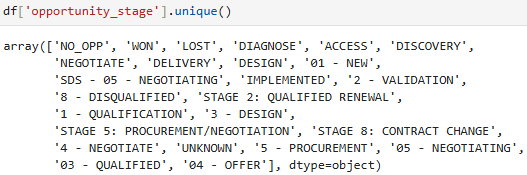 df['opportunity_stage'].unique()
array(['NO_OPP', 'WON', 'LOST', 'DIAGNOSE', 'ACCESS', 'DISCOVERY',
'NEGOTIATE', 'DELIVERY', 'DESIGN', '01 - NEW',
'SDS - 05 - NEGOTIATING', 'IMPLEMENTED', '2 - VALIDATION',
'8 - DISQUALIFIED', 'STAGE 2: QUALIFIED RENEWAL',
'1 - QUALIFICATION', '3 - DESIGN',
'STAGE 5: PROCUREMENT/NEGOTIATION', 'STAGE 8: CONTRACT CHANGE',
'4 - NEGOTIATE', 'UNKNOWN', '5 - PROCUREMENT', '05 - NEGOTIATING',
'03 - QUALIFIED', '04 - OFFER'], dtype=object)